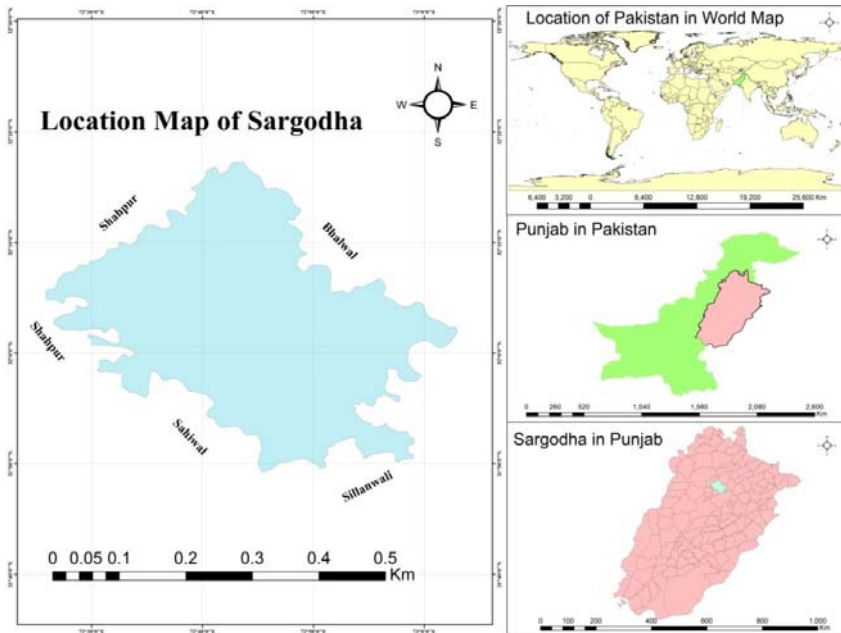 Location Map of Sargodha
N
W E
S
Shahpur
Bhalwal
Shahpur
Sahiwal
Sillanwali
0 0.05 0.1 0.2 0.3 0.4 0.5
Km
Location of Pakistan in World Map
6,400 3,200 0 6,400 12,800 19,200 25,600 Km
Punjab in Pakistan
0 260 520 1,040 1,560 2,080 2,600
Km
Sargodha in Punjab
0 100 200 400 600 800 1,000
Km